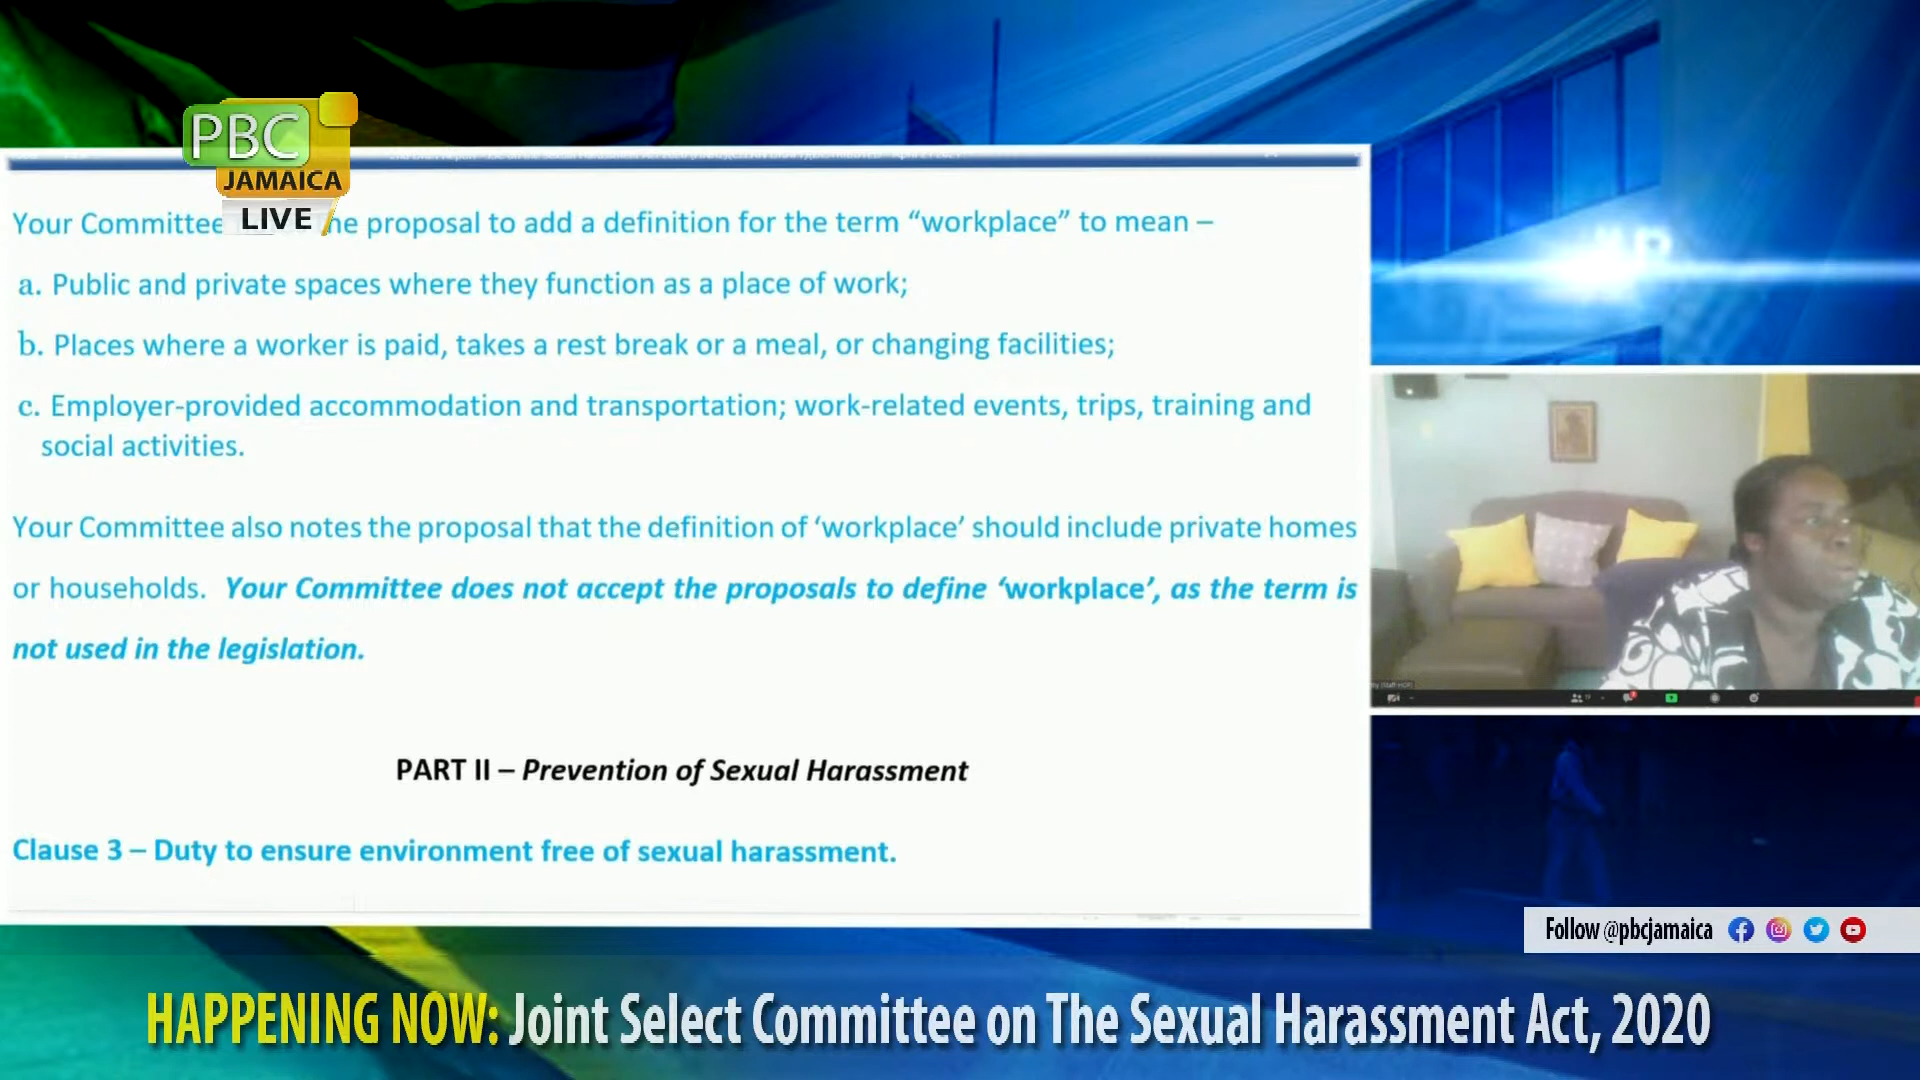 PBC
JAMAICA
LIVE
Your Committee he proposal to add a definition for the term “workplace” to mean –
a. Public and private spaces where they function as a place of work;
b. Places where a worker is paid, takes a rest break or a meal, or changing facilities;
c. Employer-provided accommodation and transportation; work-related events, trips, training and
social activities.
Your Committee also notes the proposal that the definition of ‘workplace’ should include private homes
or households. Your Committee does not accept the proposals to define ‘workplace’, as the term is
not used in the legislation.
PART II – Prevention of Sexual Harassment
Clause 3 – Duty to ensure environment free of sexual harassment.
Follow @pbcjamaica
HAPPENING NOW: Joint Select Committee on The Sexual Harassment Act, 2020